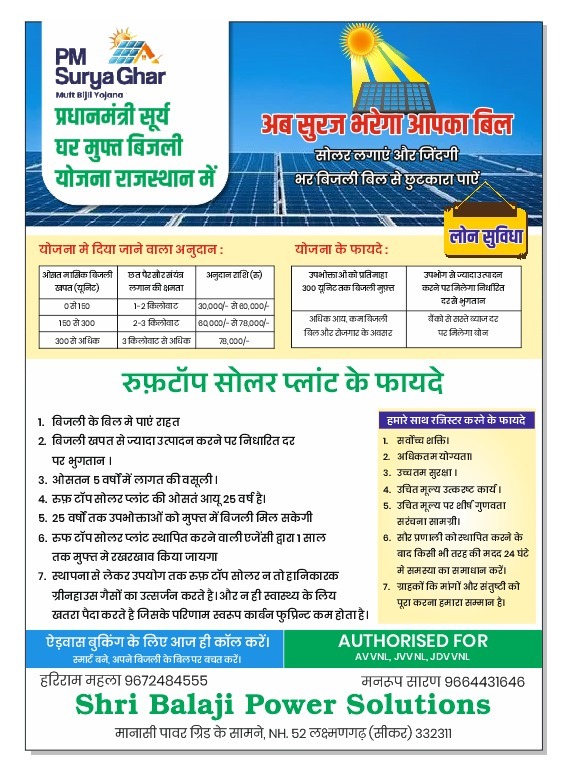 PM
Surya Ghar
Muft Bijli Yojana
प्रधानमंत्री सूर्य
घर मुफ्त बिजली
योजना राजस्थान में
अब सुरज भरेगा आपका बिल
सोलर लगाएं और जिंदगी
भर बिजली बिल से छुटकारा पाऐं
लोन सुविधा
योजना मे दिया जाने वाला अनुदान :
औसत मासिक बिजली खपत (यूनिट) छत पैर सौर संयंत्र लगान की क्षमता अनुदान राशि (रु)
0 से 150 1-2 किलोवाट 30,000/- से 60,000/-
150 से 300 2-3 किलोवाट 60,000/- से 78,000/-
300 से अधिक 3 किलोवाट से अधिक 78,000/-
योजना के फायदे :
उपभोक्ताओं को प्रतिमाहा 300 यूनिट तक बिजली मुफ़्त उपभोग से ज्यादा उत्पादन करने पर मिलेगा निर्धारित दर से भुगतान
अधिक आय, कम बिजली बिल और रोजगार के अवसर बैंको से सस्ते ब्याज दर पर मिलेगा लोन
रुफ़टॉप सोलर प्लांट के फायदे
1. बिजली के बिल मे पाएं राहत
2. बिजली खपत से ज्यादा उत्पादन करने पर निधारित दर
पर भुगतान ।
3. औसतन 5 वर्षों में लागत की वसूली ।
4. रुफ़ टॉप सोलर प्लांट की ओसतं आयू 25 वर्ष है।
5. 25 वर्षों तक उपभोक्ताओं को मुफ्त में बिजली मिल सकेगी
6. रुफ टॉप सोलर प्लांट स्थापित करने वाली एजेंसी द्वारा 1 साल
तक मुफ्त मे रखरखाव किया जायगा
7. स्थापना से लेकर उपयोग तक रुफ़ टॉप सोलर न तो हानिकारक
ग्रीनहाउस गैसों का उत्सर्जन करते है।और न ही स्वाथ्य के लिय
खतरा पैदा करते है जिसके परिणाम स्वरूप कार्बन फुप्रिन्ट कम होता है।
हमारे साथ रजिस्टर करने के फायदे
1. सर्वोच्च शक्ति।
2. अधिकतम योग्यता।
3. उच्चतम सुरक्षा ।
4. उचित मूल्य उत्करष्ट कार्य ।
5. उचित मूल्य पर शीर्ष गुणवता
सरंचना सामग्री।
6. सौर प्रणाली को स्थापित करने के
बाद किसी भी तरह की मदद 24 घंटे
मे समस्या का समाधान करें।
7. ग्राहकों कि मांगों और संतुष्टी को
पूरा करना हमारा सम्मान है।
ऐड़वास बुकिंग के लिए आज ही कॉल करें।
स्मार्ट बने, अपने बिजली के बिल पर बचत करें।
AUTHORISED FOR
AVVNL, JVVNL, JDVVNL
हरिराम महला 9672484555
मनरूप सारण 9664431646
Shri Balaji Power Solutions
मानासी पावर ग्रिड के सामने, NH. 52 लक्ष्मणगढ़ (सीकर) 332311